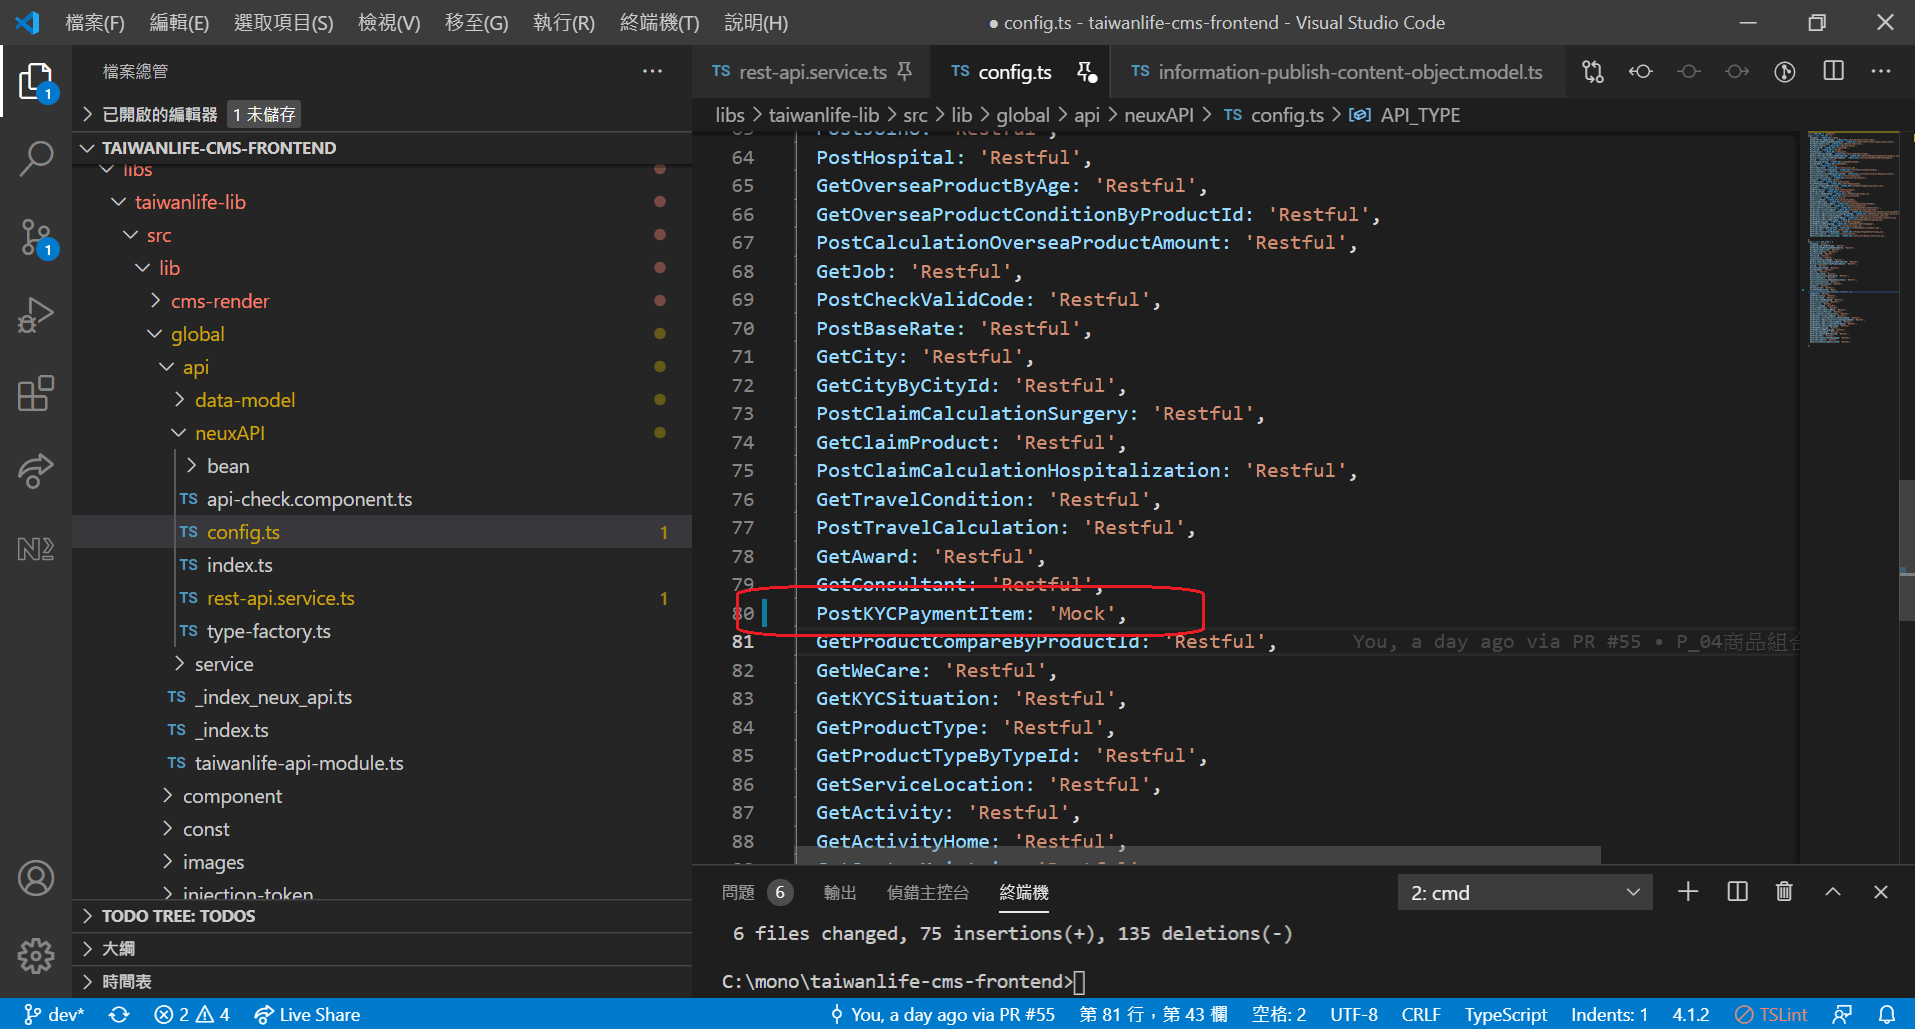 檔案(F) 編輯(E) 選取項目(S) 檢視(V) 移至(G) 執行(R) 終端機(T) 說明(H) ● config.ts - taiwanlife-cms-frontend - Visual Studio Code
檔案總管
已開啟的編輯器 1 未儲存
TAIWANLIFE-CMS-FRONTEND
libs
taiwanlife-lib
src
lib
cms-render
global
api
data-model
neuxAPI
bean
TS api-check.component.ts
TS config.ts 1
TS index.ts
TS rest-api.service.ts 1
TS type-factory.ts
service
TS _index_neux_api.ts
TS _index.ts
TS taiwanlife-api-module.ts
component
const
images
injection-token
TODO TREE: TODOS
大綱
時間表
1
1
TS rest-api.service.ts TS config.ts TS information-publish-content-object.model.ts
libs > taiwanlife-lib > src > lib > global > api > neuxAPI > TS config.ts > API_TYPE
64 PostHospital: 'Restful',
65 GetOverseaProductByAge: 'Restful',
66 GetOverseaProductConditionByProductId: 'Restful',
67 PostCalculationOverseaProductAmount: 'Restful',
68 GetJob: 'Restful',
69 PostCheckValidCode: 'Restful',
70 PostBaseRate: 'Restful',
71 GetCity: 'Restful',
72 GetCityByCityId: 'Restful',
73 PostClaimCalculationSurgery: 'Restful',
74 GetClaimProduct: 'Restful',
75 PostClaimCalculationHospitalization: 'Restful',
76 GetTravelCondition: 'Restful',
77 PostTravelCalculation: 'Restful',
78 GetAward: 'Restful',
79 GetConsultant: 'Restful',
80 PostKYCPaymentItem: 'Mock',
81 GetProductCompareByProductId: 'Restful', You, a day ago via PR #55 • P_04商品組合
82 GetWeCare: 'Restful',
83 GetKYCSituation: 'Restful',
84 GetProductType: 'Restful',
85 GetProductTypeByTypeId: 'Restful',
86 GetServiceLocation: 'Restful',
87 GetActivity: 'Restful',
88 GetActivityHome: 'Restful',
問題 6 輸出 偵錯主控台 終端機 2: cmd
6 files changed, 75 insertions(+), 135 deletions(-)
C:\mono\taiwanlife-cms-frontend>
dev* 2 4 Live Share You, a day ago via PR #55 第 81 行，第 43 欄 空格: 2 UTF-8 CRLF TypeScript Indents: 1 4.1.2 TSLint